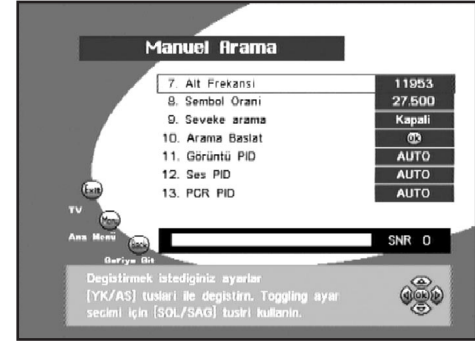 Manuel Arama
7. Alt Frekansi 11953
8. Sembol Orani 27.500
9. Seveke arama Kapali
10. Arama Baslat OK
11. Görüntü PID AUTO
12. Ses PID AUTO
13. PCR PID AUTO
Exit
TV
Menu
Ana Menü
Back
Geriye Git
SNR 0
Degistirmek istediginiz ayarlar
[YK/AS] tuslari ile degistirn. Toggling ayar
secimi için [SOL/SAG] tusiri kullanin.
OK